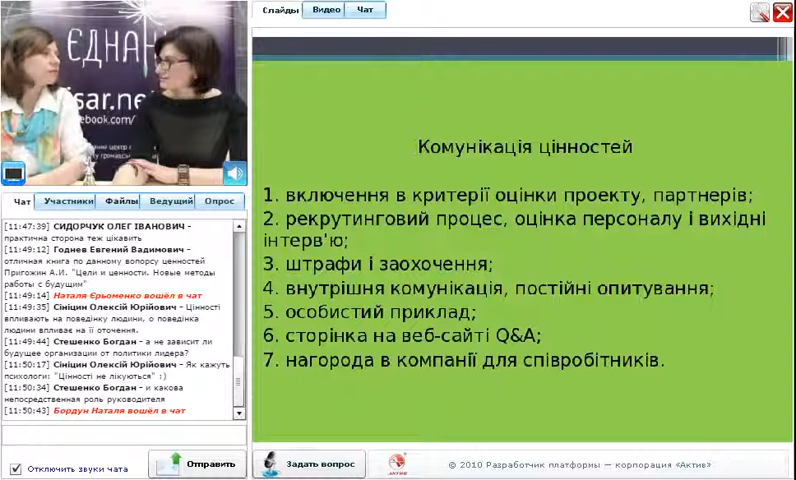 ЄДНАН
isar.ne
cebook.com/
Слайды
Видео
Чат
Комунікація цінностей
1. включення в критерії оцінки проекту, партнерів;
2. рекрутинговий процес, оцінка персоналу і вихідні
інтерв'ю;
3. штрафи і заохочення;
4. внутрішня комунікація, постійні опитування;
5. особистий приклад;
6. сторінка на веб-сайті Q&A;
7. нагорода в компанії для співробітників.
Чат
Участники
Файлы
Ведущий
Опрос
[11:47:39] СИДОРЧУК ОЛЕГ ІВАНОВИЧ -
практична сторона теж цікавить
[11:49:12] Годнев Евгений Вадимович -
отличная книга по данному вопорсу ценностей
Пригожин А.И. "Цели и ценности. Новые методы
работы с будущим"
[11:49:14] Наталя Єрьоменко вошёл в чат
[11:49:35] Сініцин Олексій Юрійович - Цінності
впливають на поведінку людини, о поведінка
людини впливає на її оточення.
[11:49:44] Стешенко Богдан - а не зависит ли
будущее организации от политики лидера?
[11:50:17] Сініцин Олексій Юрійович - Як кажуть
психологи: "Цінності не лікуються" :)
[11:50:34] Стешенко Богдан - и какова
непосредственная роль руководителя
[11:50:43] Бордун Наталя вошёл в чат
Отключить звуки чата
Отправить
Задать вопрос
АКТИВ
© 2010 Разработчик платформы — корпорация «Актив»